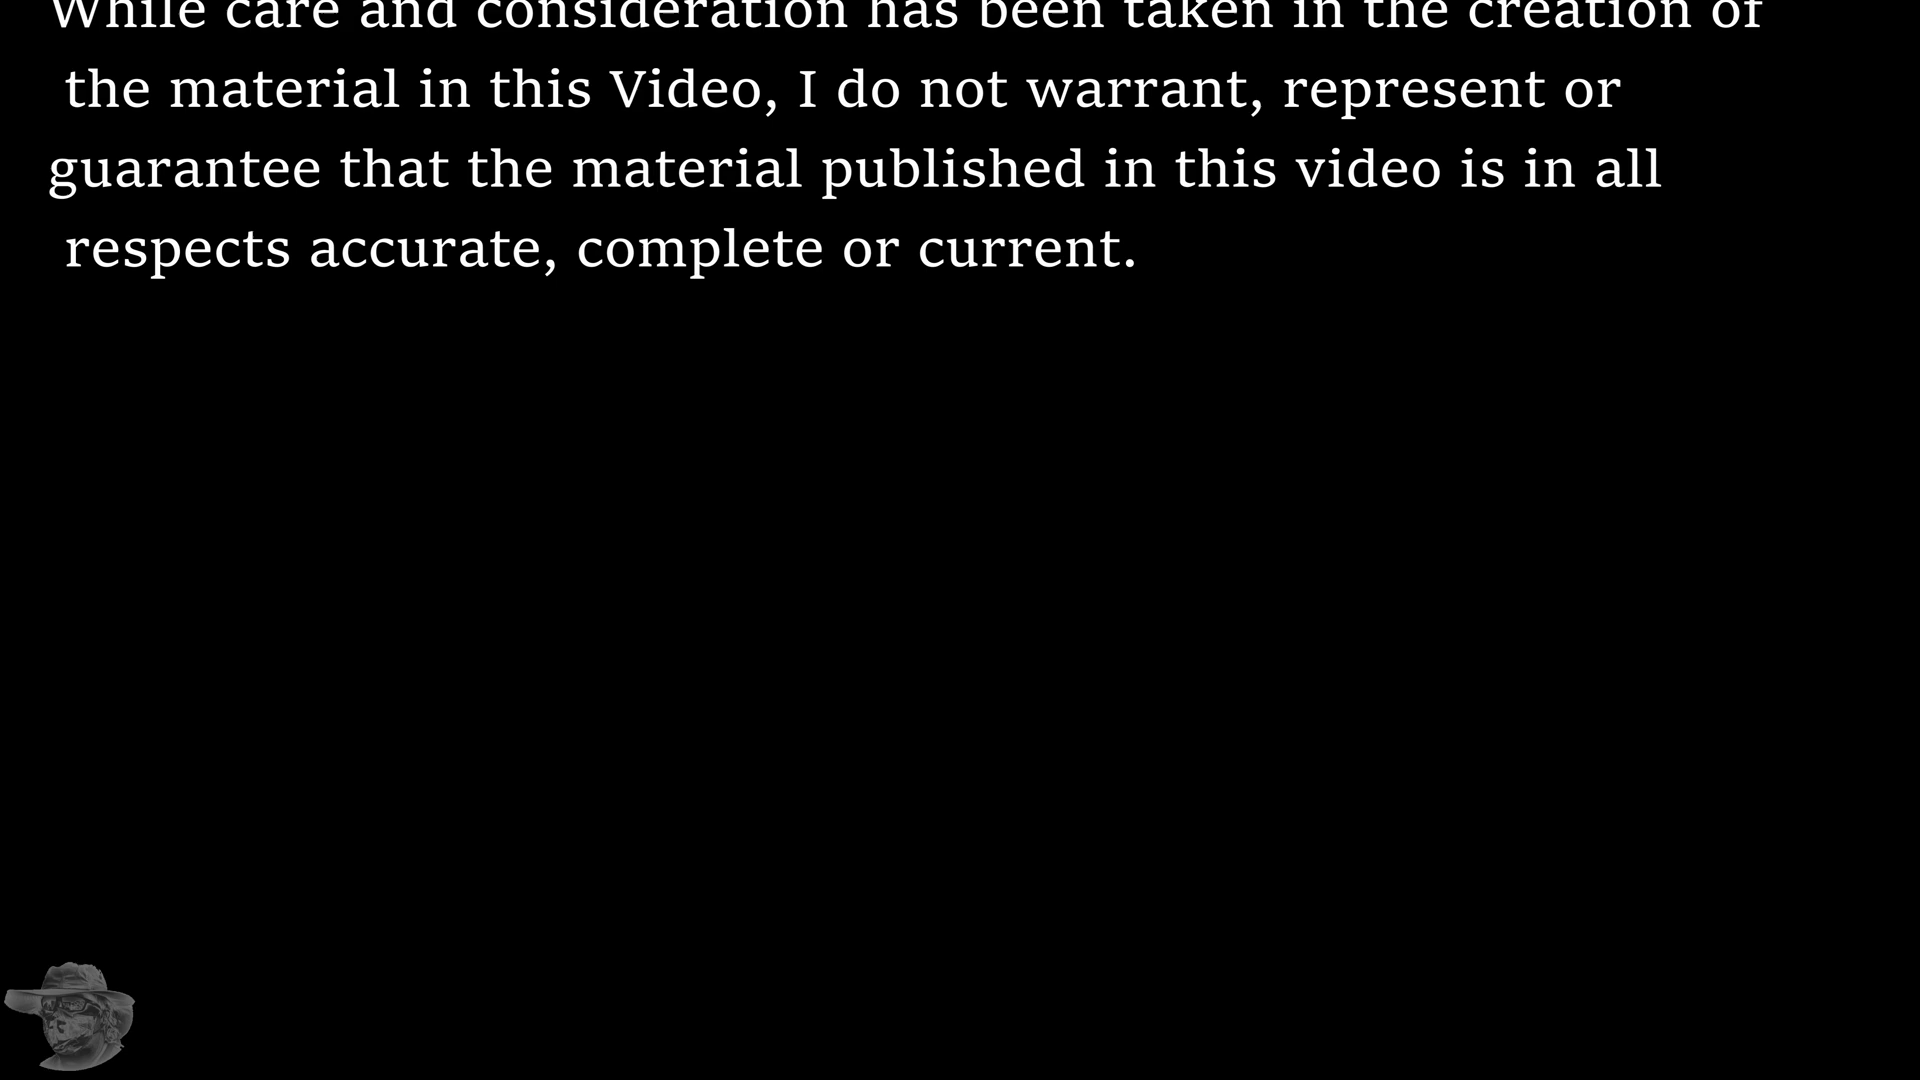 While care and consideration has been taken in the creation of
the material in this Video, I do not warrant, represent or
guarantee that the material published in this video is in all
respects accurate, complete or current.